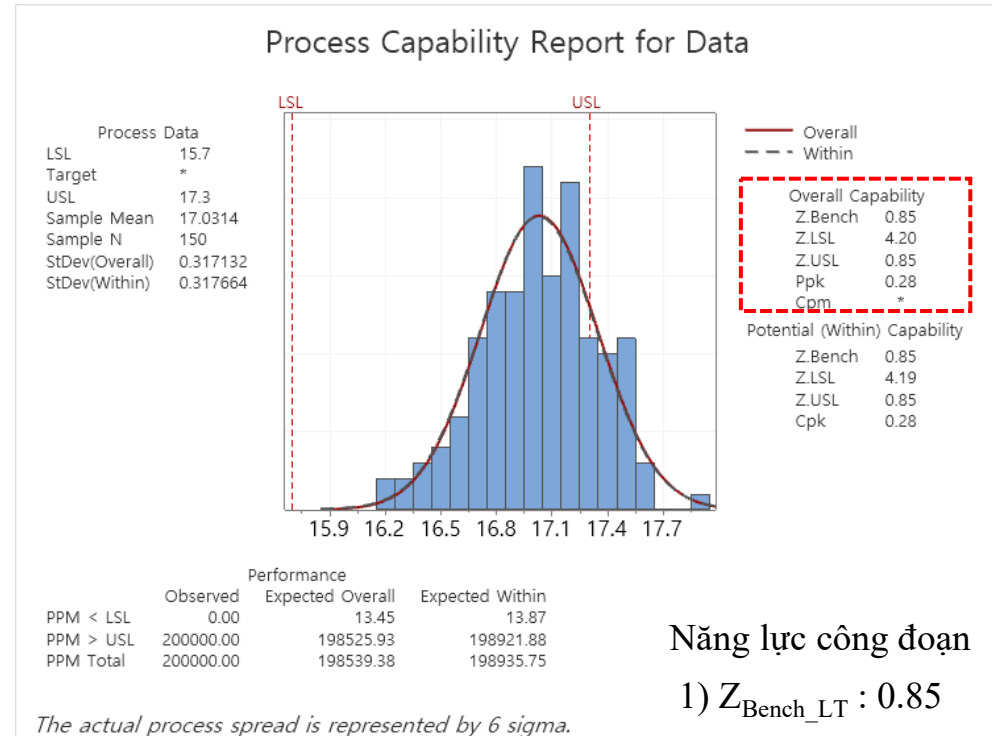 Process Capability Report for Data
LSL USL
Process Data
LSL 15.7
Target *
USL 17.3
Sample Mean 17.0314
Sample N 150
StDev(Overall) 0.317132
StDev(Within) 0.317664
Overall
Within
Overall Capability
Z.Bench 0.85
Z.LSL 4.20
Z.USL 0.85
Ppk 0.28
Cpm *
Potential (Within) Capability
Z.Bench 0.85
Z.LSL 4.19
Z.USL 0.85
Cpk 0.28
15.9 16.2 16.5 16.8 17.1 17.4 17.7
Performance
Observed Expected Overall Expected Within
PPM < LSL 0.00 13.45 13.87
PPM > USL 200000.00 198525.93 198921.88
PPM Total 200000.00 198539.38 198935.75
Năng lực công đoạn
1) Z_Bench_LT : 0.85
The actual process spread is represented by 6 sigma.